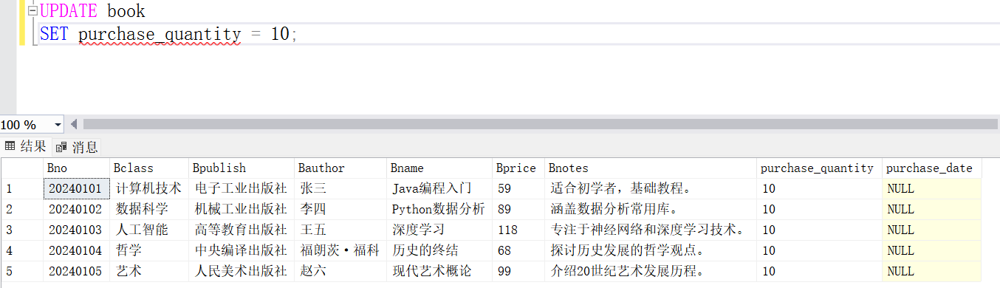 UPDATE book
SET purchase_quantity = 10;
100 %
结果 消息
Bno Bclass Bpublish Bauthor Bname Bprice Bnotes purchase_quantity purchase_date
1 20240101 计算机技术 电子工业出版社 张三 Java编程入门 59 适合初学者，基础教程。 10 NULL
2 20240102 数据科学 机械工业出版社 李四 Python数据分析 89 涵盖数据分析常用库。 10 NULL
3 20240103 人工智能 高等教育出版社 王五 深度学习 118 专注于神经网络和深度学习技术。 10 NULL
4 20240104 哲学 中央编译出版社 福朗茨·福科 历史的终结 68 探讨历史发展的哲学观点。 10 NULL
5 20240105 艺术 人民美术出版社 赵六 现代艺术概论 99 介绍20世纪艺术发展历程。 10 NULL